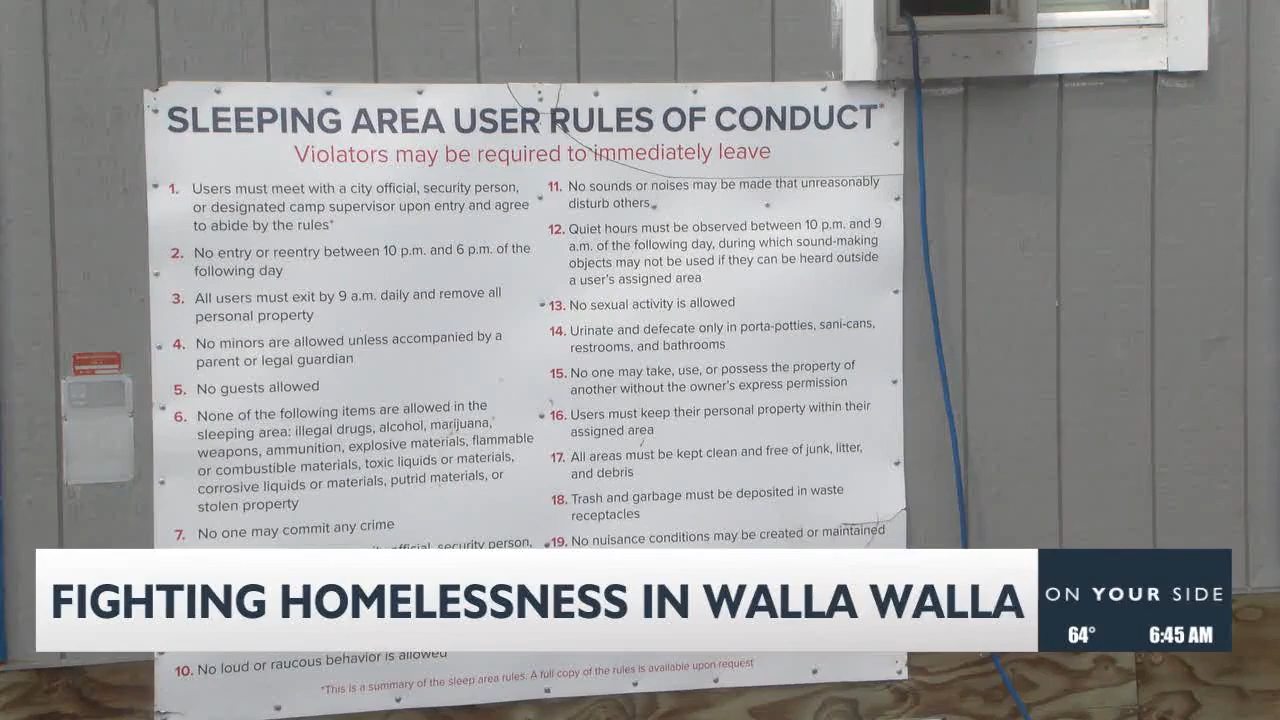 SLEEPING AREA USER RULES OF CONDUCT*
Violators may be required to immediately leave
1. Users must meet with a city official, security person,
or designated camp supervisor upon entry and agree
to abide by the rules*
2. No entry or reentry between 10 p.m. and 6 p.m. of the
following day
3. All users must exit by 9 a.m. daily and remove all
personal property
4. No minors are allowed unless accompanied by a
parent or legal guardian
5. No guests allowed
6. None of the following items are allowed in the
sleeping area: illegal drugs, alcohol, marijuana,
weapons, ammunition, explosive materials, flammable
or combustible materials, toxic liquids or materials,
corrosive liquids or materials, putrid materials, or
stolen property
7. No one may commit any crime
official, security person,
10. No loud or raucous behavior is allowed
11. No sounds or noises may be made that unreasonably
disturb others
12. Quiet hours must be observed between 10 p.m. and 9
a.m. of the following day, during which sound-making
objects may not be used if they can be heard outside
a user's assigned area
13. No sexual activity is allowed
14. Urinate and defecate only in porta-potties, sani-cans,
restrooms, and bathrooms
15. No one may take, use, or possess the property of
another without the owner's express permission
16. Users must keep their personal property within their
assigned area
17. All areas must be kept clean and free of junk, litter,
and debris
18. Trash and garbage must be deposited in waste
receptacles
19. No nuisance conditions may be created or maintained
*This is a summary of the sleep area rules. A full copy of the rules is available upon request
FIGHTING HOMELESSNESS IN WALLA WALLA
ON YOUR SIDE
64° 6:45 AM